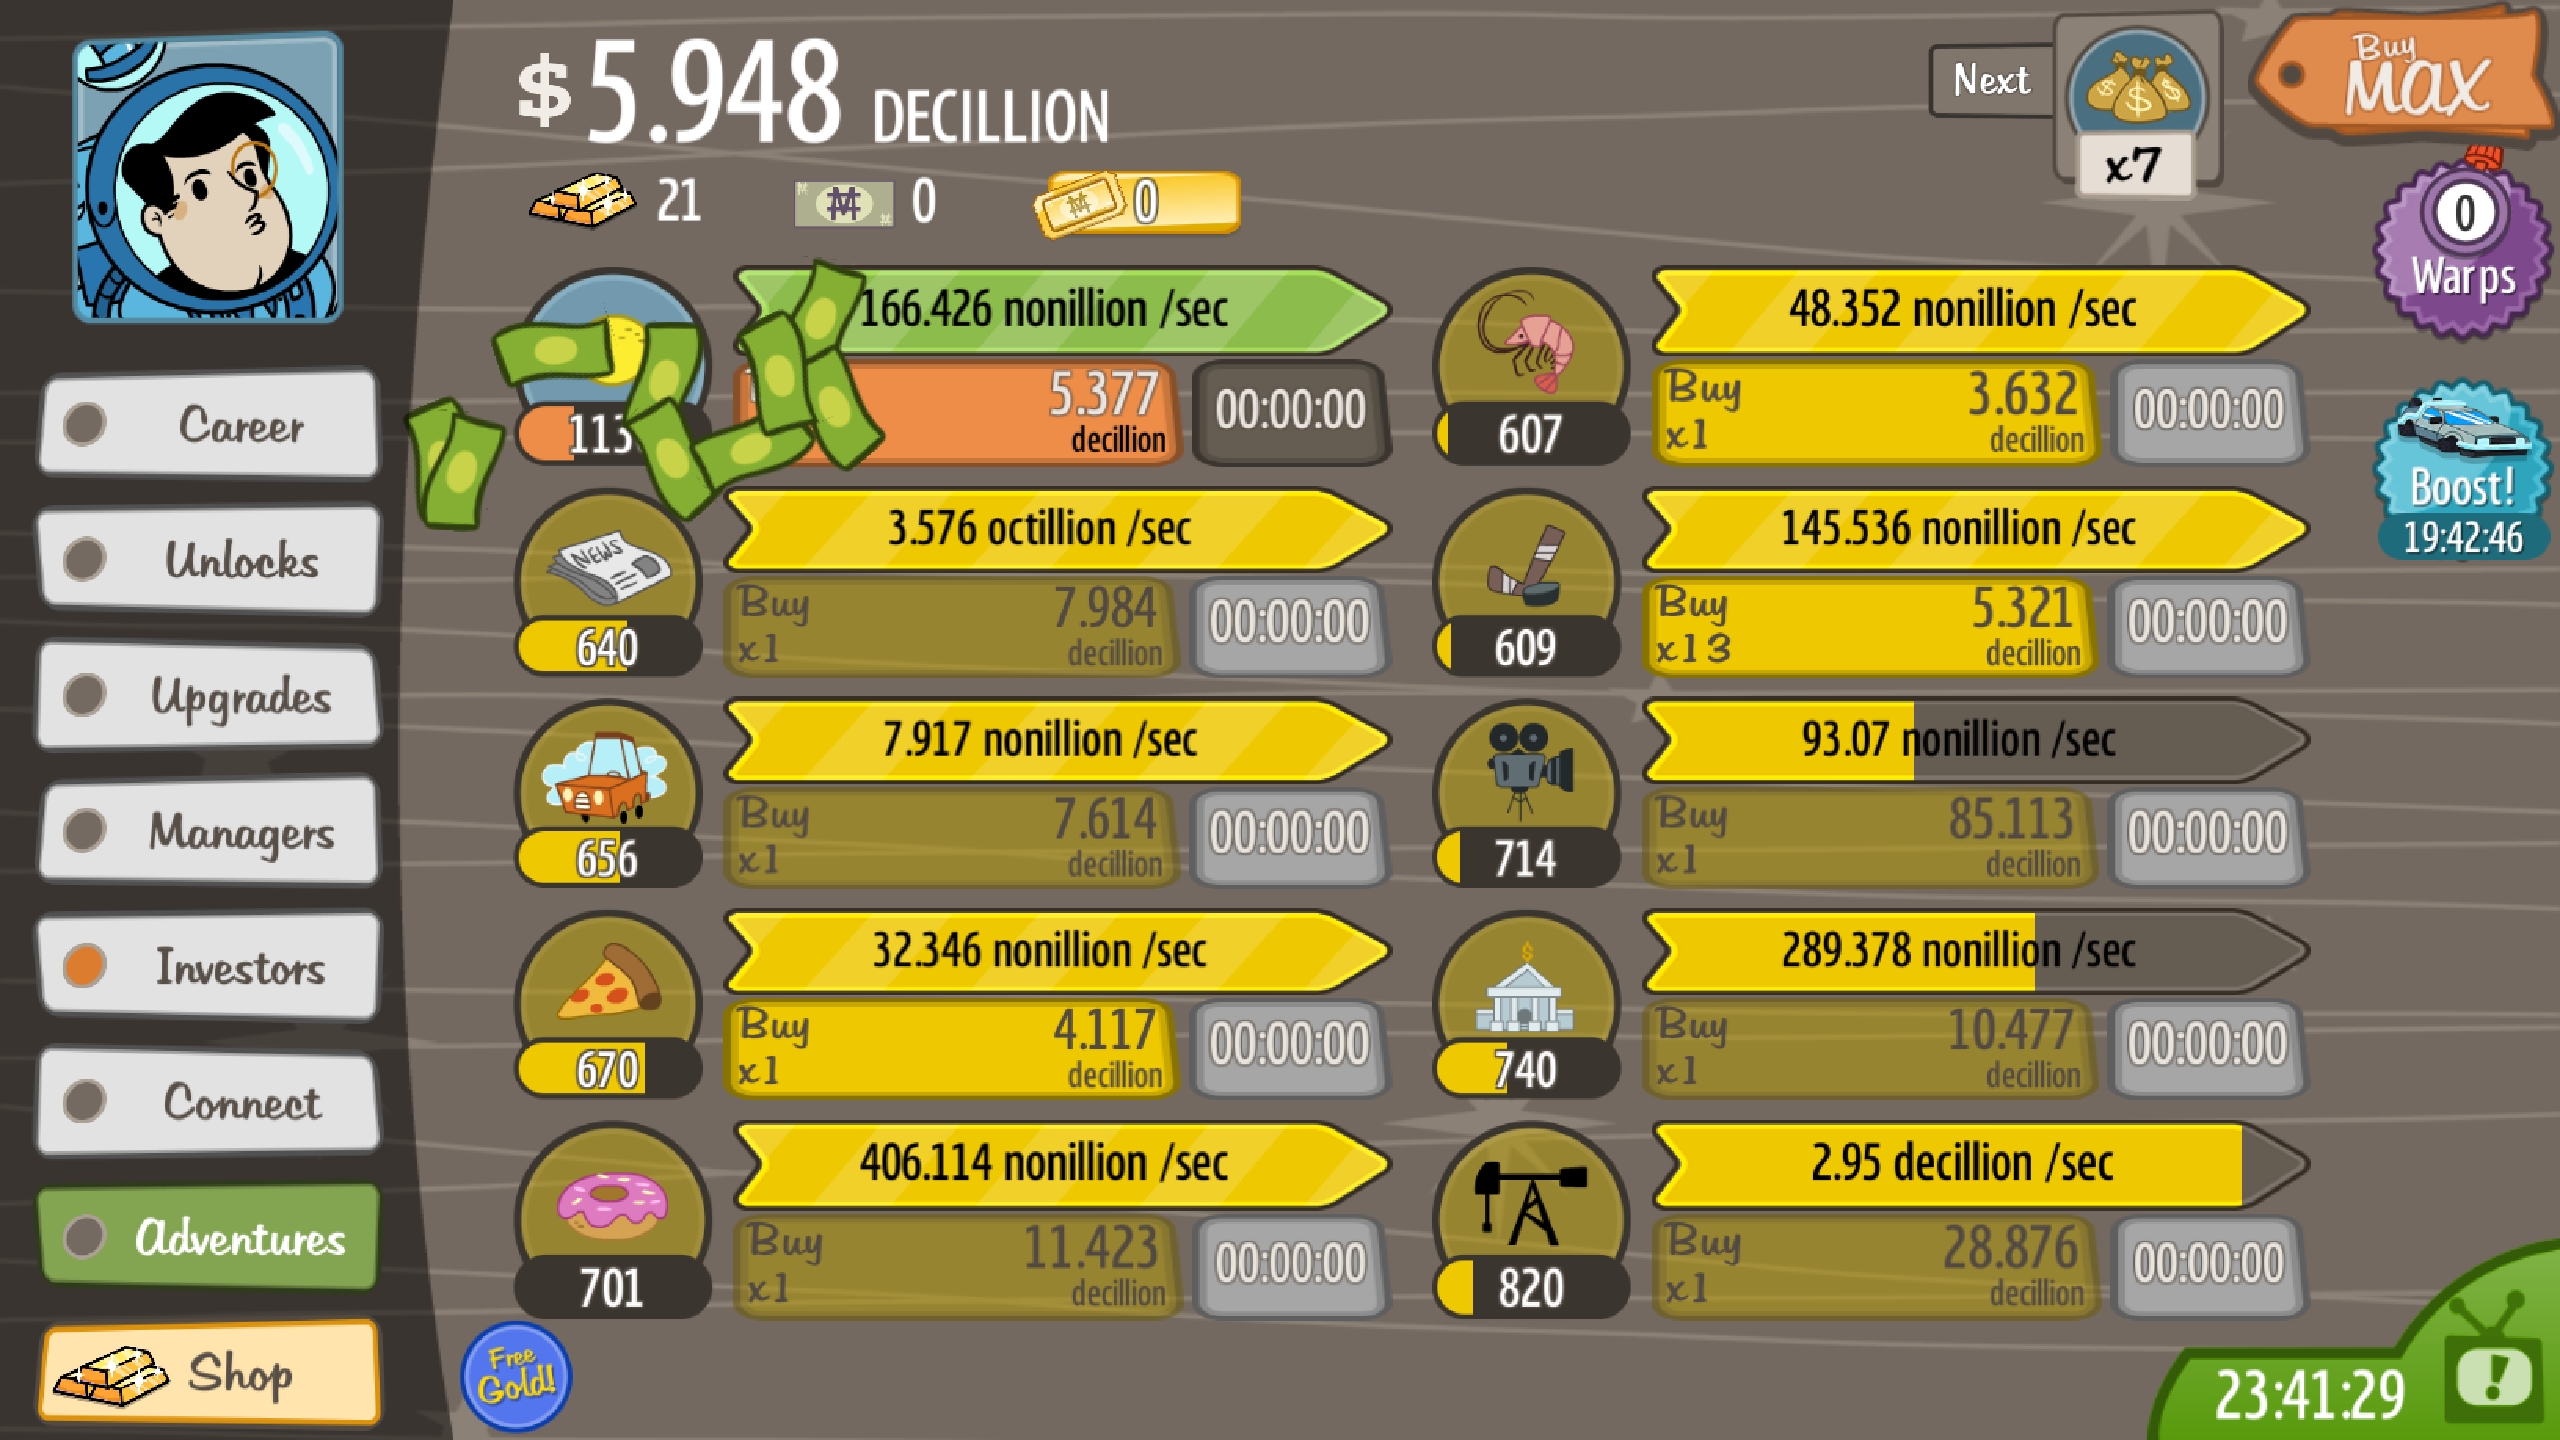 $5.948 DECILLION
Next
x7
Buy
MAX
21
0
0
0
Warps
Boost!
19:42:46
Career
Unlocks
Upgrades
Managers
Investors
Connect
Adventures
Shop
166.426 nonillion /sec
5.377
decillion
00:00:00
48.352 nonillion /sec
607
Buy
x1
3.632
decillion
00:00:00
NEWS
640
3.576 octillion /sec
Buy
x1
7.984
decillion
00:00:00
609
145.536 nonillion /sec
Buy
x13
5.321
decillion
00:00:00
656
7.917 nonillion /sec
Buy
x1
7.614
decillion
00:00:00
714
93.07 nonillion /sec
Buy
x1
85.113
decillion
00:00:00
670
32.346 nonillion /sec
Buy
x1
4.117
decillion
00:00:00
740
289.378 nonillion /sec
Buy
x1
10.477
decillion
00:00:00
701
406.114 nonillion /sec
Buy
x1
11.423
decillion
00:00:00
820
2.95 decillion /sec
Buy
x1
28.876
decillion
00:00:00
Free
Gold!
23:41:29